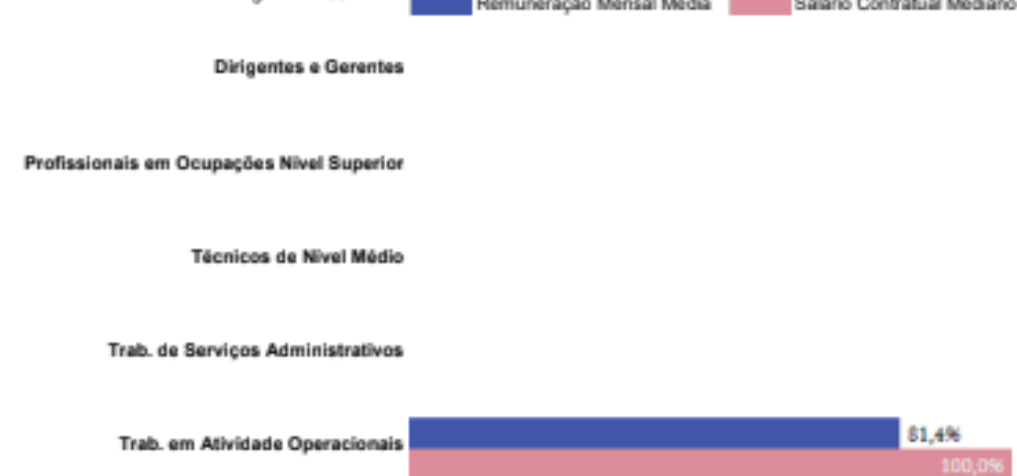 Remuneração Mensal Média Salário Contratual Mediano
Dirigentes e Gerentes
Profissionais em Ocupações Nível Superior
Técnicos de Nível Médio
Trab. de Serviços Administrativos
Trab. em Atividade Operacionais
81,4%
100,0%